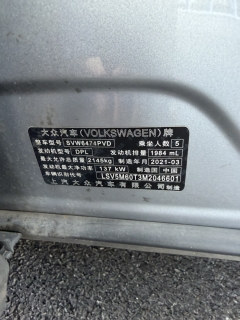 大众汽车(VOLKSWAGEN)牌
整车型号 SVW6474PVD 乘坐人数 5
发动机型号 DPL 发动机排量 1984 mL
最大允许总质量 2145kg 制造年月 2021-03
发动机最大净功率 137 kW 制造国 中国
车辆识别代号 LSV5M60T3M2046601
上汽大众汽车有限公司 制造